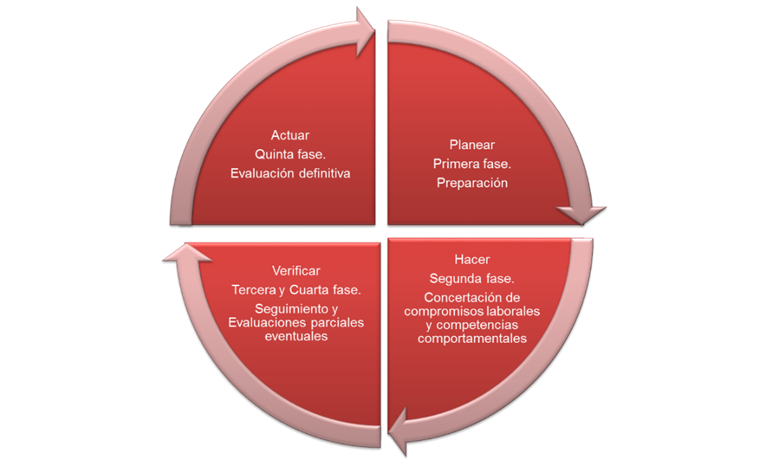 Actuar
Quinta fase.
Evaluación definitiva
Planear
Primera fase.
Preparación
Verificar
Tercera y Cuarta fase.
Seguimiento y
Evaluaciones parciales
eventuales
Hacer
Segunda fase.
Concertación de
compromisos laborales
y competencias
comportamentales